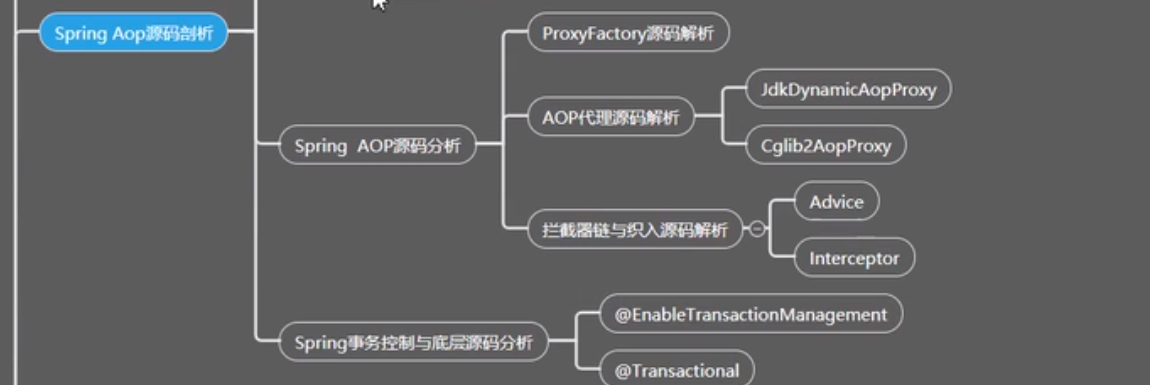 Spring Aop源码剖析
ProxyFactory源码解析
JdkDynamicAopProxy
AOP代理源码解析
Cglib2AopProxy
Spring AOP源码分析
Advice
拦截器链与织入源码解析
Interceptor
@EnableTransactionManagement
Spring事务控制与底层源码分析
@Transactional